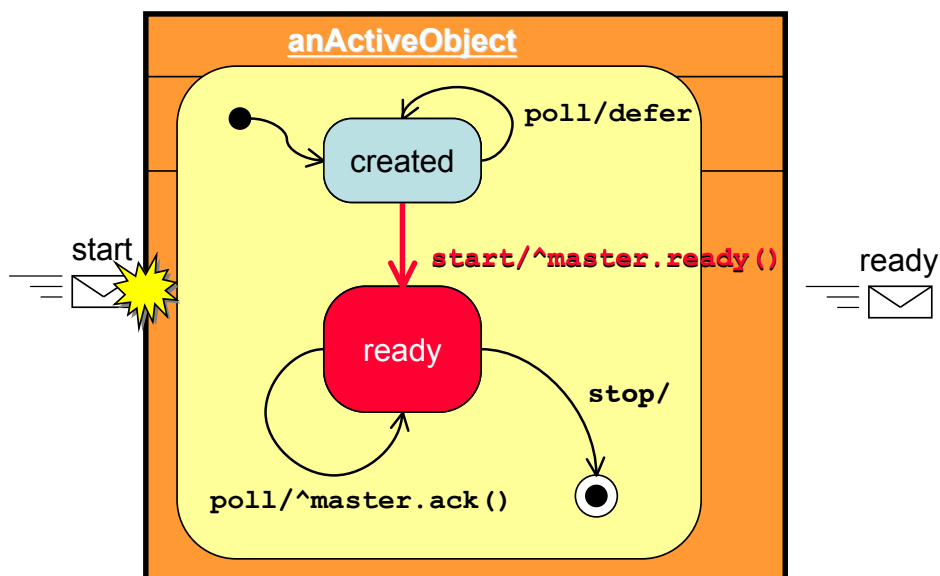 anActiveObject
poll/defer
created
start
start/^master.ready()
ready
ready
stop/
poll/^master.ack()